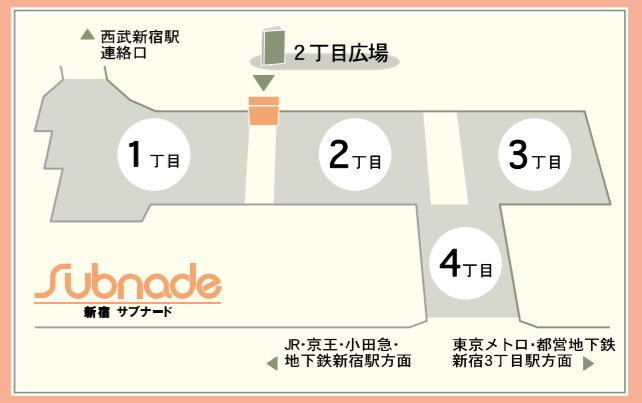 西武新宿駅
連絡口
2丁目広場
1丁目
2丁目
3丁目
4丁目
Subnade
新宿 サブナード
JR・京王・小田急・
地下鉄新宿駅方面
東京メトロ・都営地下鉄
新宿3丁目駅方面